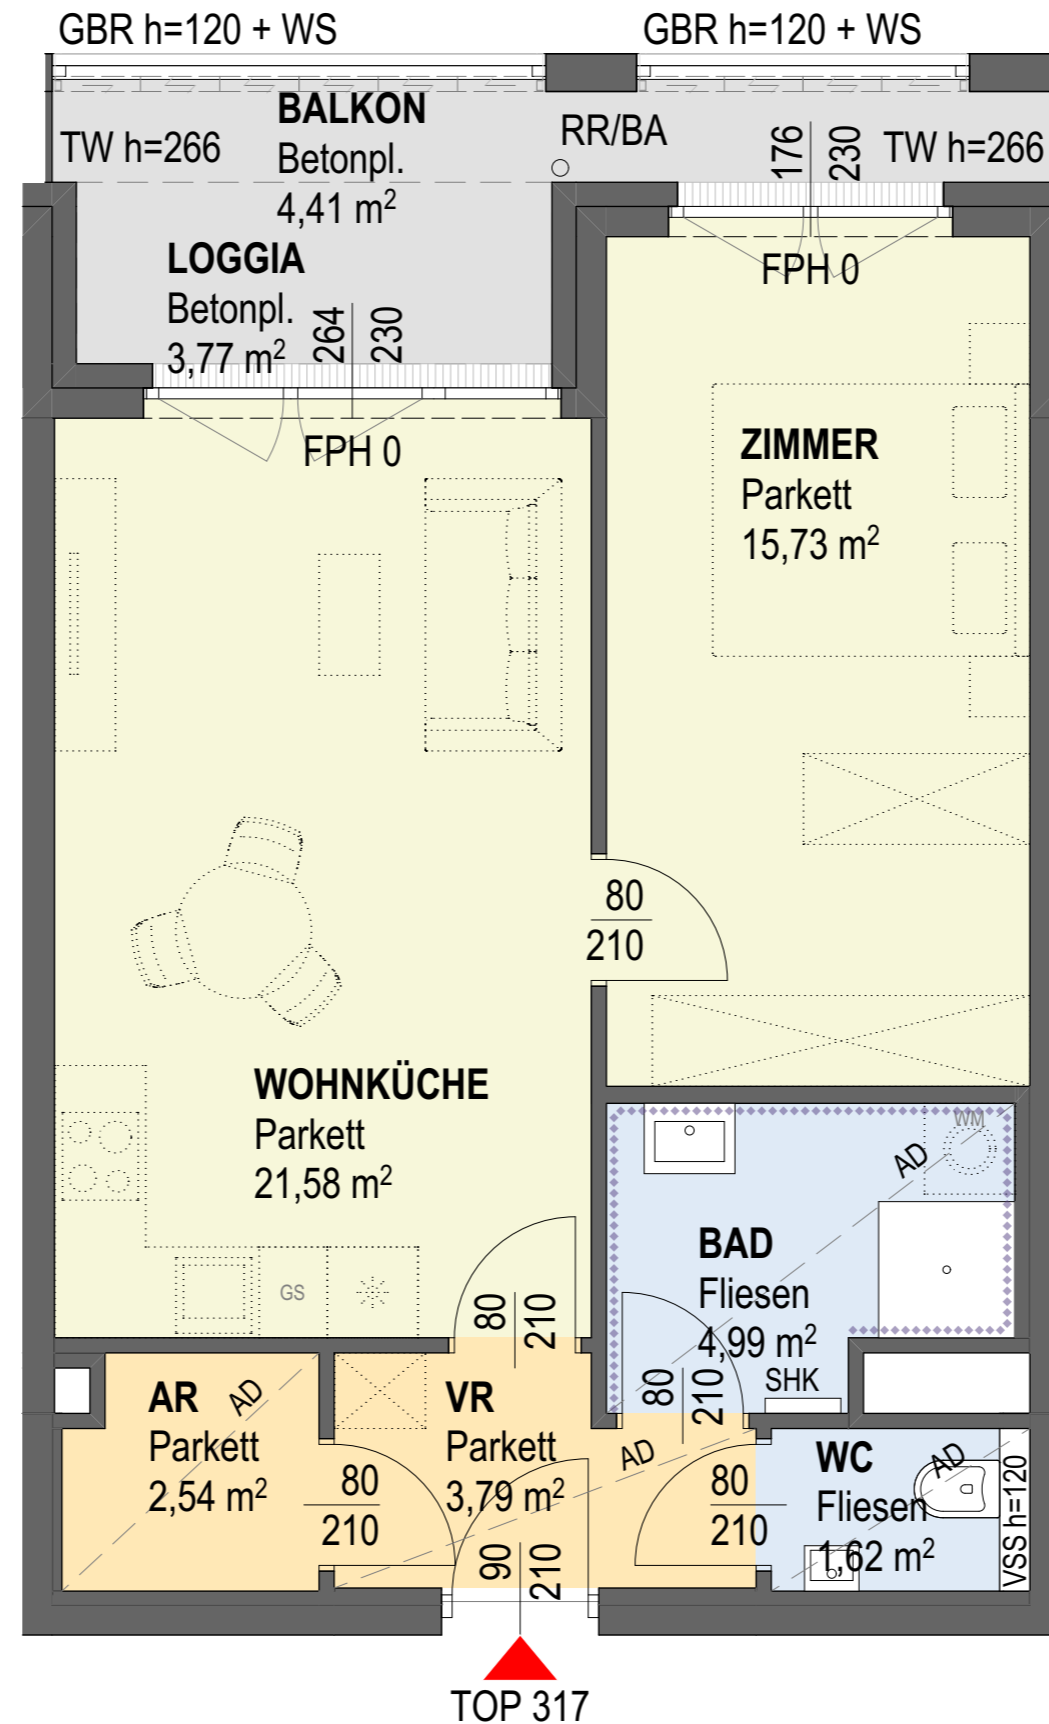 GBR h=120 + WS
GBR h=120 + WS
BALKON
Betonpl.
4,41 m²
TW h=266
RR/BA
176
230
TW h=266
LOGGIA
Betonpl.
3,77 m²
264
230
FPH 0
FPH 0
ZIMMER
Parkett
15,73 m²
80
210
WOHNKÜCHE
Parkett
21,58 m²
GS
80
210
WM
AD
BAD
Fliesen
4,99 m²
SHK
80
210
AR
Parkett
2,54 m²
AD
80
210
VR
Parkett
3,79 m²
AD
90
210
80
210
WC
Fliesen
1,62 m²
AD
VSS h=120
TOP 317